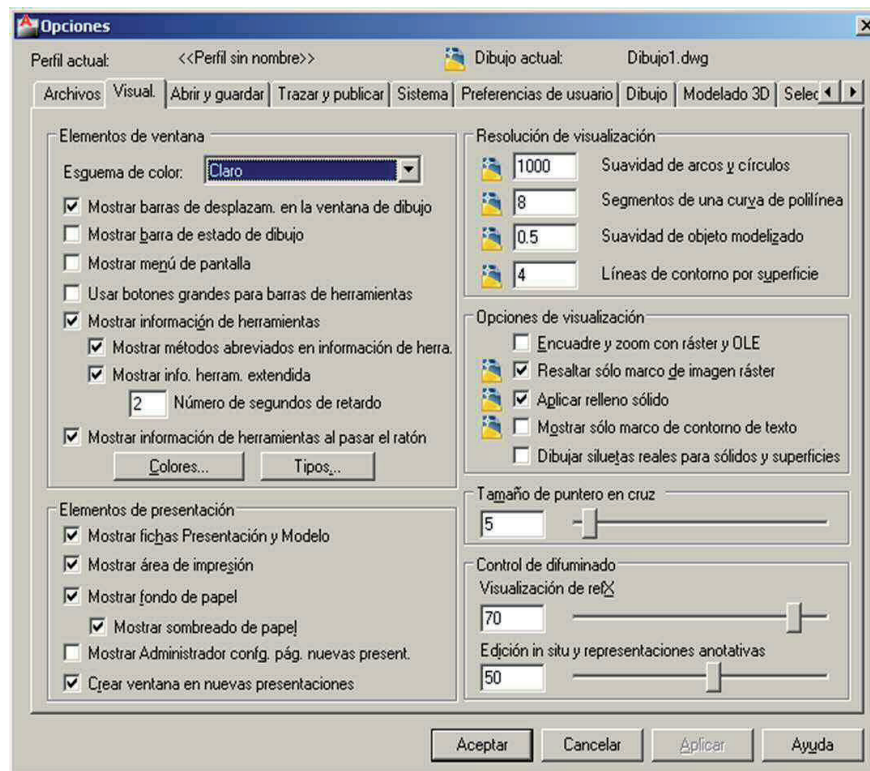 Opciones
Perfil actual: <<Perfil sin nombre>> Dibujo actual: Dibujo1.dwg
Archivos Visual. Abrir y guardar Trazar y publicar Sistema Preferencias de usuario Dibujo Modelado 3D Selec
Elementos de ventana
Esquema de color: Claro
Mostrar barras de desplazam. en la ventana de dibujo
Mostrar barra de estado de dibujo
Mostrar menú de pantalla
Usar botones grandes para barras de herramientas
Mostrar información de herramientas
Mostrar métodos abreviados en información de herra.
Mostrar info. herram. extendida
2 Número de segundos de retardo
Mostrar información de herramientas al pasar el ratón
Colores... Tipos...
Elementos de presentación
Mostrar fichas Presentación y Modelo
Mostrar área de impresión
Mostrar fondo de papel
Mostrar sombreado de papel
Mostrar Administrador confg. pág. nuevas present.
Crear ventana en nuevas presentaciones
Resolución de visualización
1000 Suavidad de arcos y círculos
8 Segmentos de una curva de polilínea
0.5 Suavidad de objeto modelizado
4 Líneas de contorno por superficie
Opciones de visualización
Encuadre y zoom con ráster y OLE
Resaltar sólo marco de imagen ráster
Aplicar relleno sólido
Mostrar sólo marco de contorno de texto
Dibujar siluetas reales para sólidos y superficies
Tamaño de puntero en cruz
5
Control de difuminado
Visualización de refX
70
Edición in situ y representaciones anotativas
50
Aceptar Cancelar Aplicar Ayuda